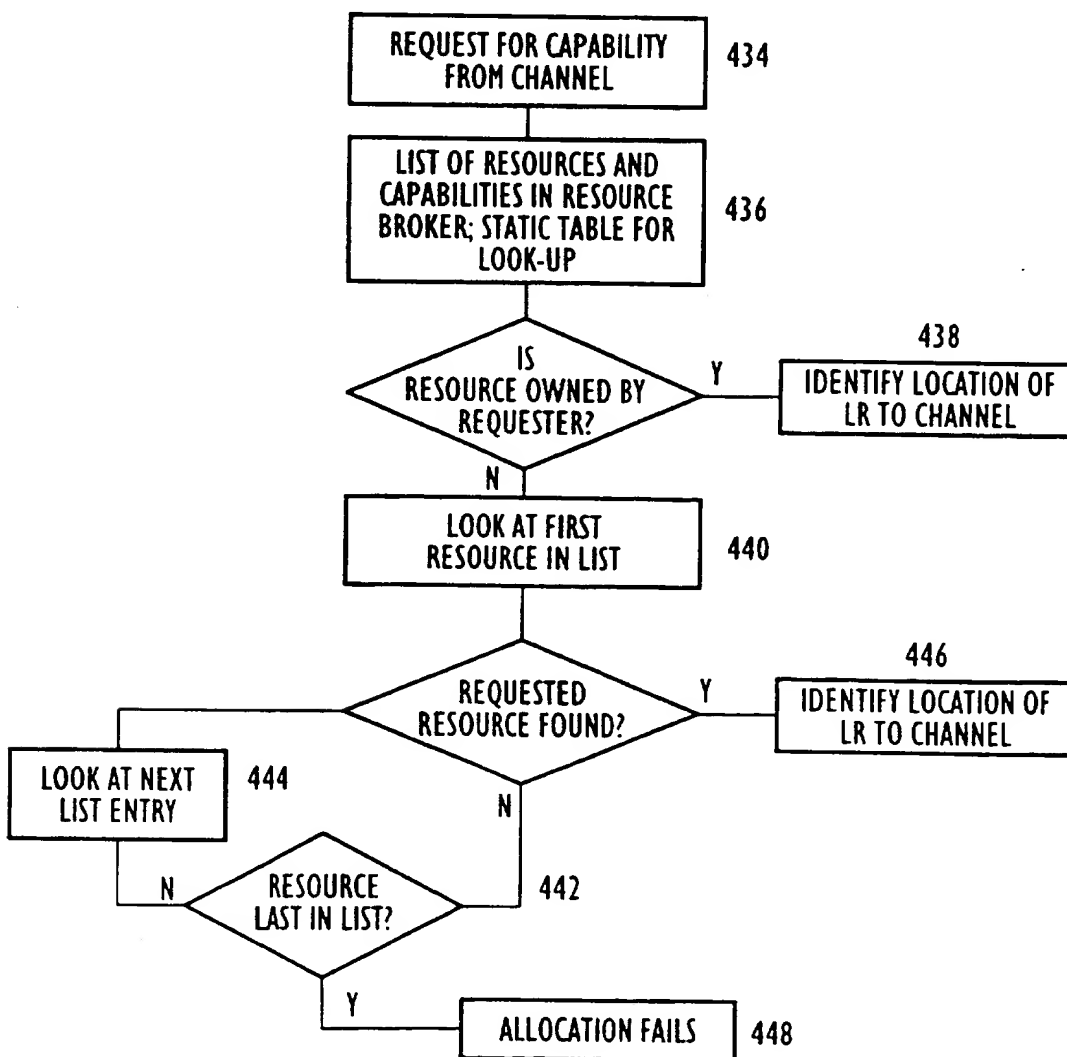 REQUEST FOR CAPABILITY
FROM CHANNEL
434
LIST OF RESOURCES AND
CAPABILITIES IN RESOURCE
BROKER; STATIC TABLE FOR
LOOK-UP
436
IS
RESOURCE OWNED BY
REQUESTER?
Y
438
IDENTIFY LOCATION OF
LR TO CHANNEL
N
LOOK AT FIRST
RESOURCE IN LIST
440
REQUESTED
RESOURCE FOUND?
Y
446
IDENTIFY LOCATION OF
LR TO CHANNEL
LOOK AT NEXT
LIST ENTRY
444
N
N
RESOURCE
LAST IN LIST?
442
Y
ALLOCATION FAILS
448